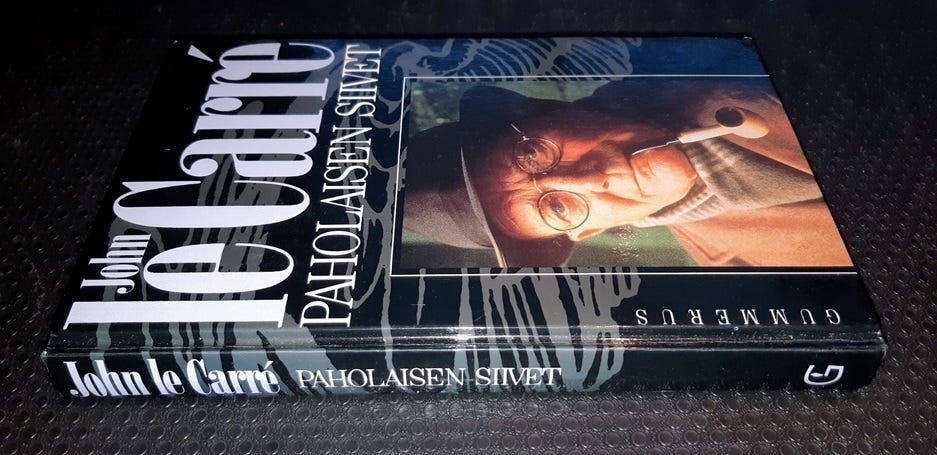 John
le Carré
PAHOLAISEN SIIVET
GUMMERUS
John le Carré PAHOLAISEN SIIVET G